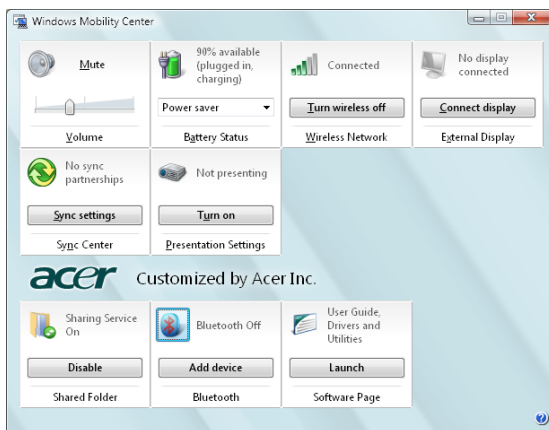 Windows Mobility Center
Mute
Volume
90% available
(plugged in,
charging)
Power saver
Battery Status
Connected
Turn wireless off
Wireless Network
No display
connected
Connect display
External Display
No sync
partnerships
Sync settings
Sync Center
Not presenting
Turn on
Presentation Settings
acer Customized by Acer Inc.
Sharing Service
On
Disable
Shared Folder
Bluetooth Off
Add device
Bluetooth
User Guide,
Drivers and
Utilities
Launch
Software Page